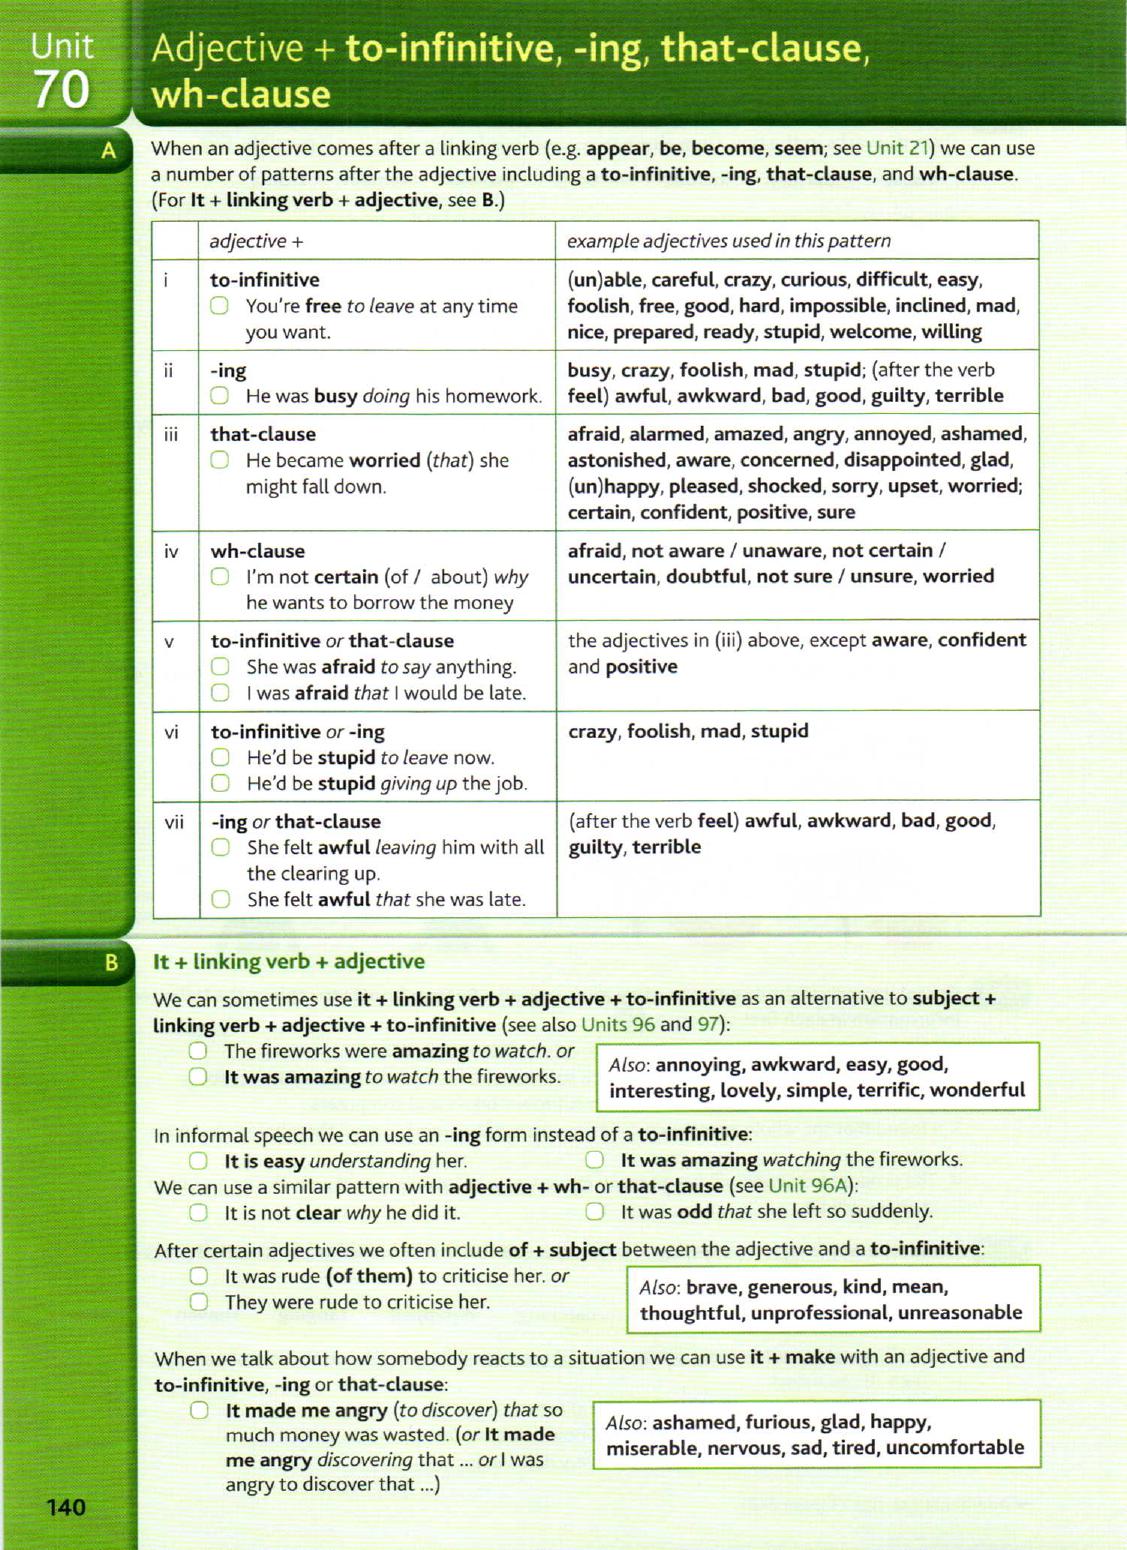 Unit
70
Adjective + to-infinitive, -ing, that-clause,
wh-clause
A
When an adjective comes after a linking verb (e.g. appear, be, become, seem; see Unit 21) we can use
a number of patterns after the adjective including a to-infinitive, -ing, that-clause, and wh-clause.
(For It + linking verb + adjective, see B.)
adjective +
example adjectives used in this pattern
i
to-infinitive
You're free to leave at any time
you want.
(un)able, careful, crazy, curious, difficult, easy,
foolish, free, good, hard, impossible, inclined, mad,
nice, prepared, ready, stupid, welcome, willing
ii
-ing
He was busy doing his homework.
busy, crazy, foolish, mad, stupid; (after the verb
feel) awful, awkward, bad, good, guilty, terrible
iii
that-clause
He became worried (that) she
might fall down.
afraid, alarmed, amazed, angry, annoyed, ashamed,
astonished, aware, concerned, disappointed, glad,
(un)happy, pleased, shocked, sorry, upset, worried;
certain, confident, positive, sure
iv
wh-clause
I'm not certain (of / about) why
he wants to borrow the money
afraid, not aware / unaware, not certain /
uncertain, doubtful, not sure / unsure, worried
v
to-infinitive or that-clause
She was afraid to say anything.
I was afraid that I would be late.
the adjectives in (iii) above, except aware, confident
and positive
vi
to-infinitive or -ing
He'd be stupid to leave now.
He'd be stupid giving up the job.
crazy, foolish, mad, stupid
vii
-ing or that-clause
She felt awful leaving him with all
the clearing up.
She felt awful that she was late.
(after the verb feel) awful, awkward, bad, good,
guilty, terrible
B
It + linking verb + adjective
We can sometimes use it + linking verb + adjective + to-infinitive as an alternative to subject +
linking verb + adjective + to-infinitive (see also Units 96 and 97):
The fireworks were amazing to watch. or
It was amazing to watch the fireworks.
Also: annoying, awkward, easy, good,
interesting, lovely, simple, terrific, wonderful
In informal speech we can use an -ing form instead of a to-infinitive:
It is easy understanding her.
It was amazing watching the fireworks.
We can use a similar pattern with adjective + wh- or that-clause (see Unit 96A):
It is not clear why he did it.
It was odd that she left so suddenly.
After certain adjectives we often include of + subject between the adjective and a to-infinitive:
It was rude (of them) to criticise her. or
They were rude to criticise her.
Also: brave, generous, kind, mean,
thoughtful, unprofessional, unreasonable
When we talk about how somebody reacts to a situation we can use it + make with an adjective and
to-infinitive, -ing or that-clause:
It made me angry (to discover) that so
much money was wasted. (or It made
me angry discovering that ... or I was
angry to discover that ...)
Also: ashamed, furious, glad, happy,
miserable, nervous, sad, tired, uncomfortable
140